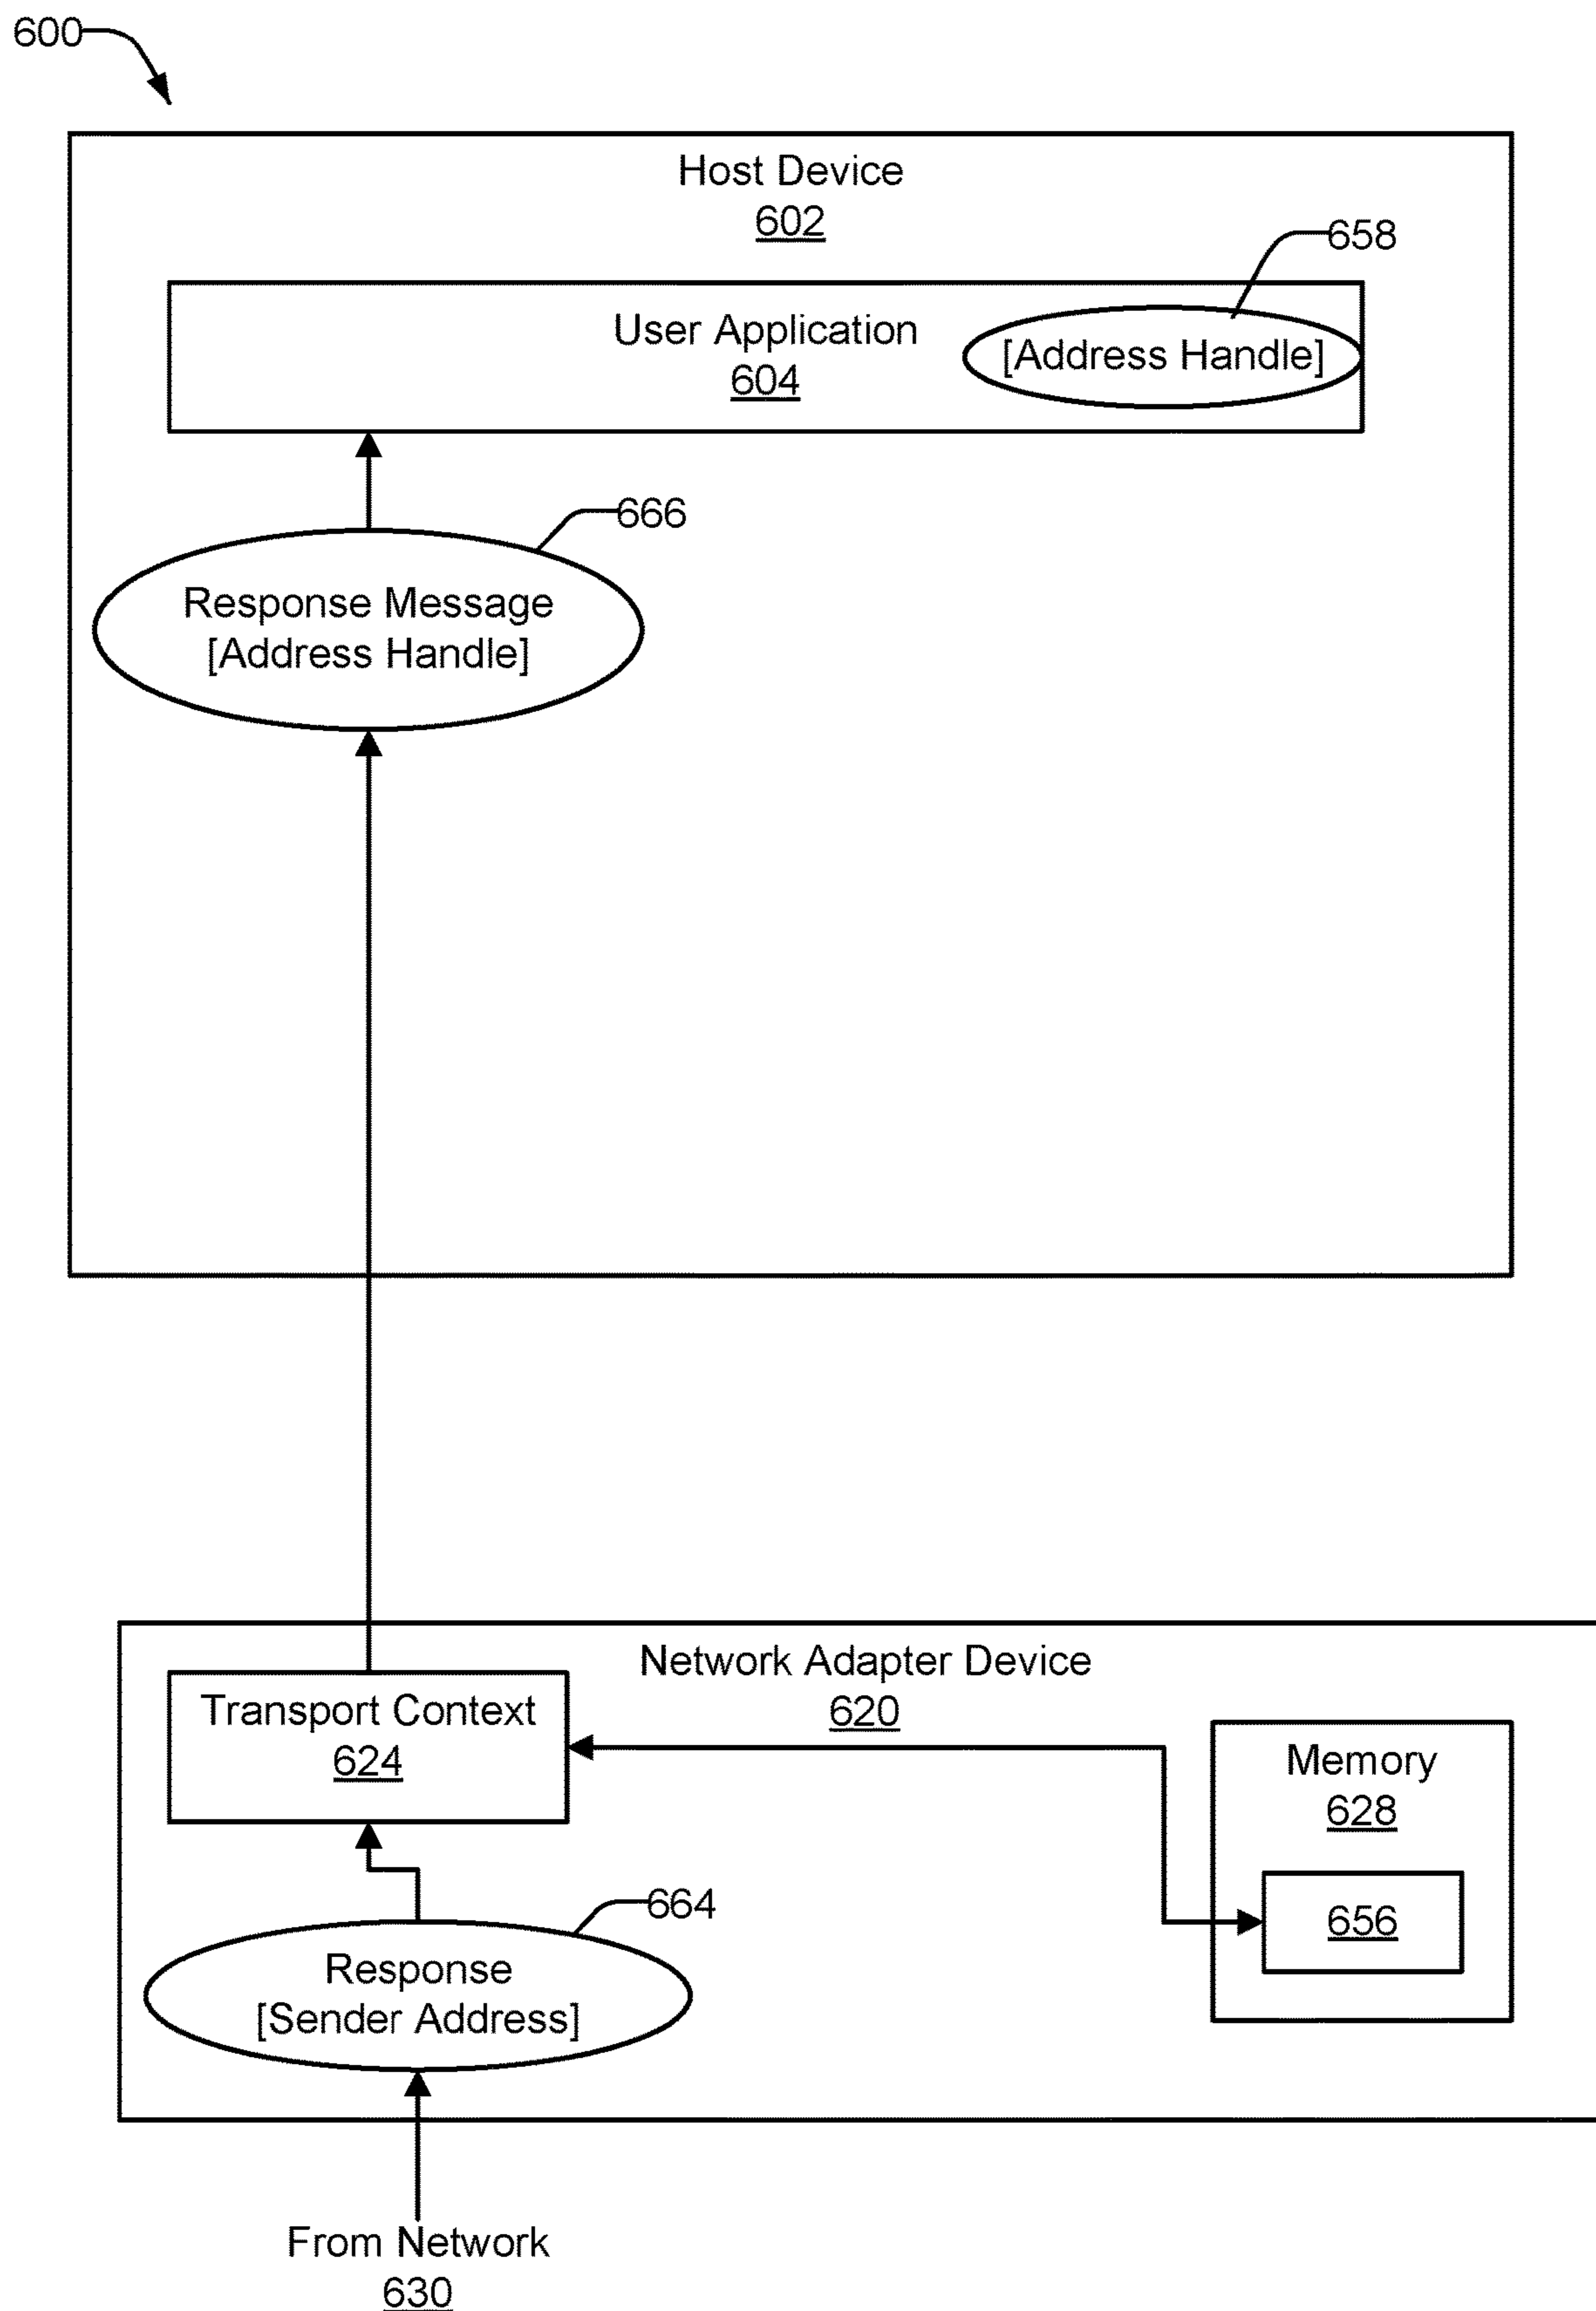 600
Host Device
602
658
User Application
604
[Address Handle]
666
Response Message
[Address Handle]
Network Adapter Device
620
Transport Context
624
Memory
628
656
664
Response
[Sender Address]
From Network
630